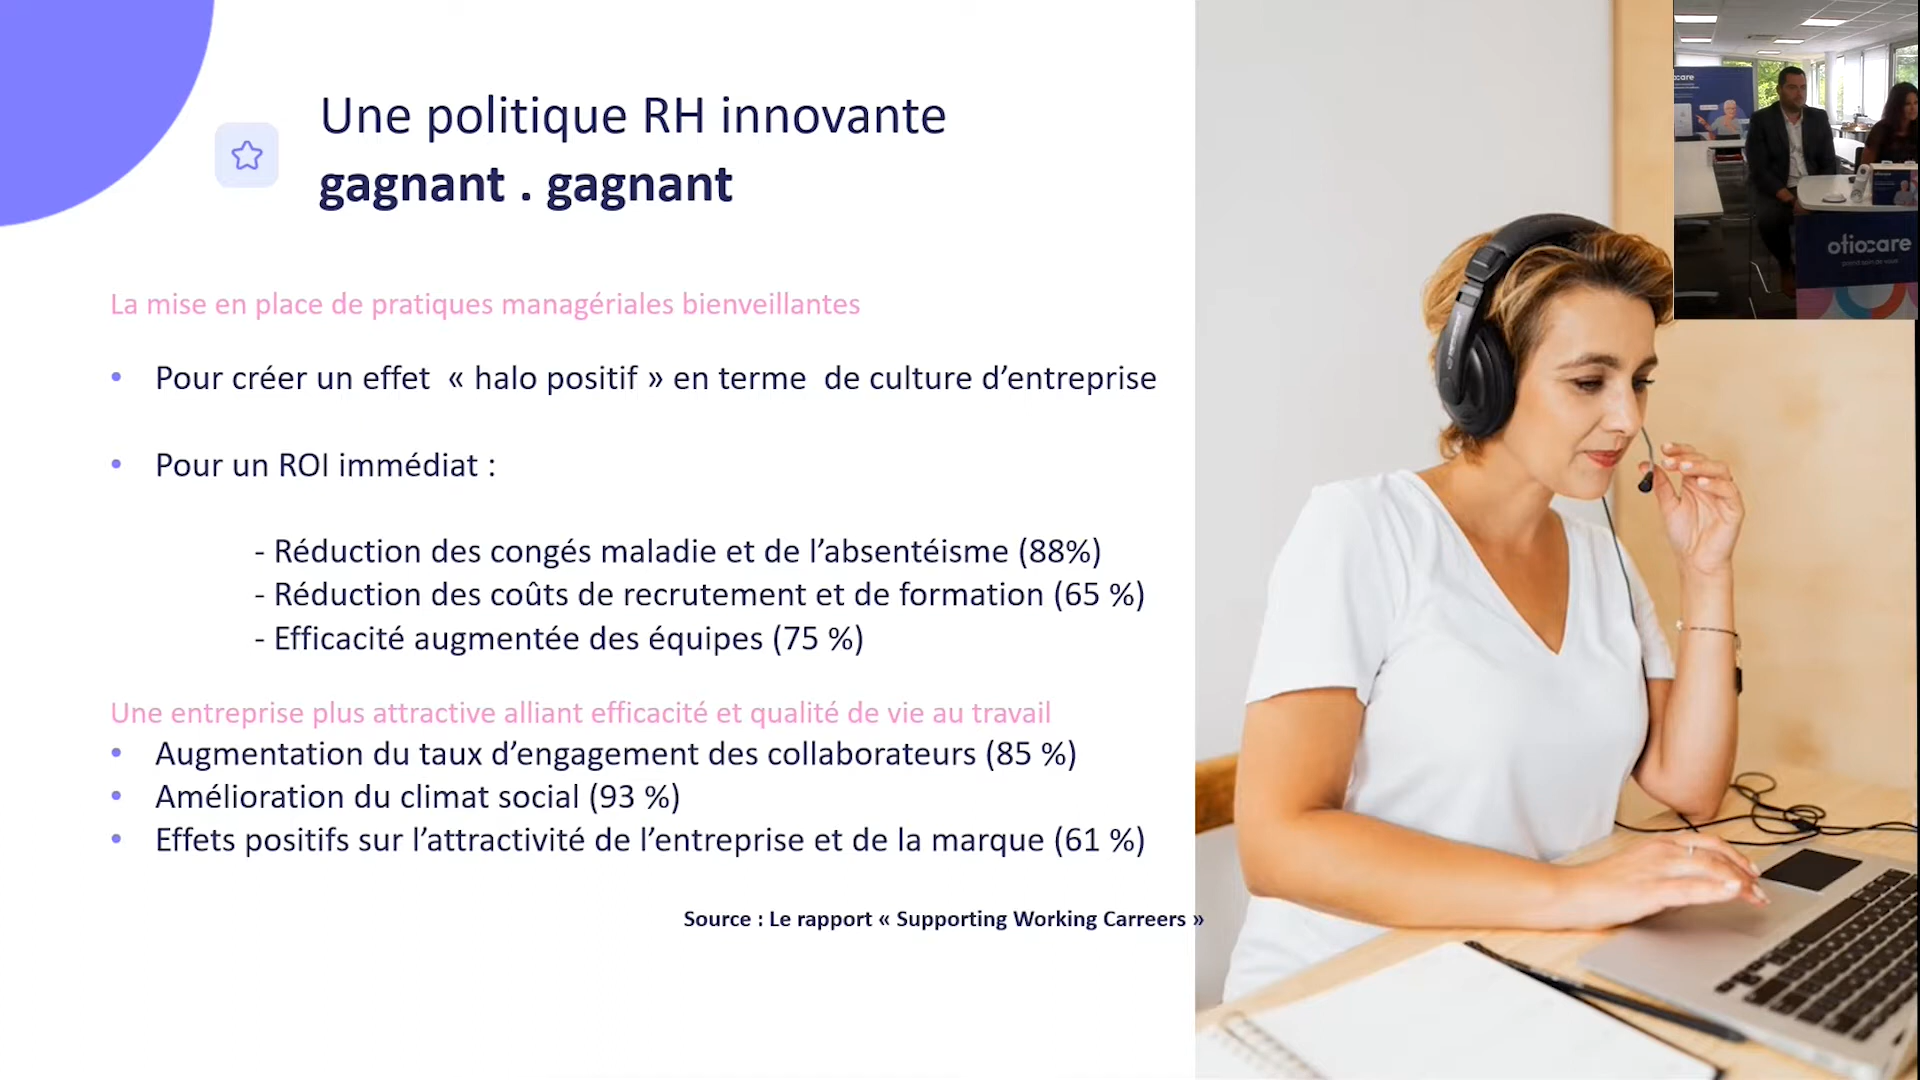 Une politique RH innovante
gagnant . gagnant
La mise en place de pratiques managériales bienveillantes
• Pour créer un effet « halo positif » en terme de culture d’entreprise
• Pour un ROI immédiat :
- Réduction des congés maladie et de l’absentéisme (88%)
- Réduction des coûts de recrutement et de formation (65 %)
- Efficacité augmentée des équipes (75 %)
Une entreprise plus attractive alliant efficacité et qualité de vie au travail
• Augmentation du taux d’engagement des collaborateurs (85 %)
• Amélioration du climat social (93 %)
• Effets positifs sur l’attractivité de l’entreprise et de la marque (61 %)
Source : Le rapport « Supporting Working Carreers »
otiocare